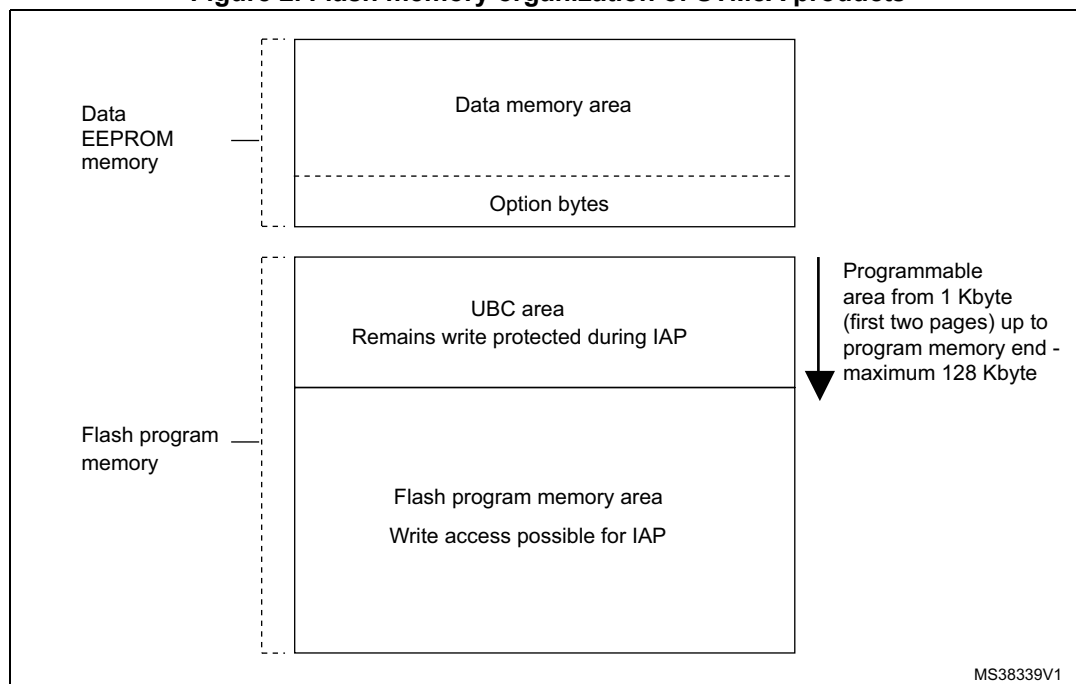 Data memory area
Data
EEPROM
memory
Option bytes
UBC area
Remains write protected during IAP
Programmable
area from 1 Kbyte
(first two pages) up to
program memory end -
maximum 128 Kbyte
Flash program
memory
Flash program memory area
Write access possible for IAP
MS38339V1